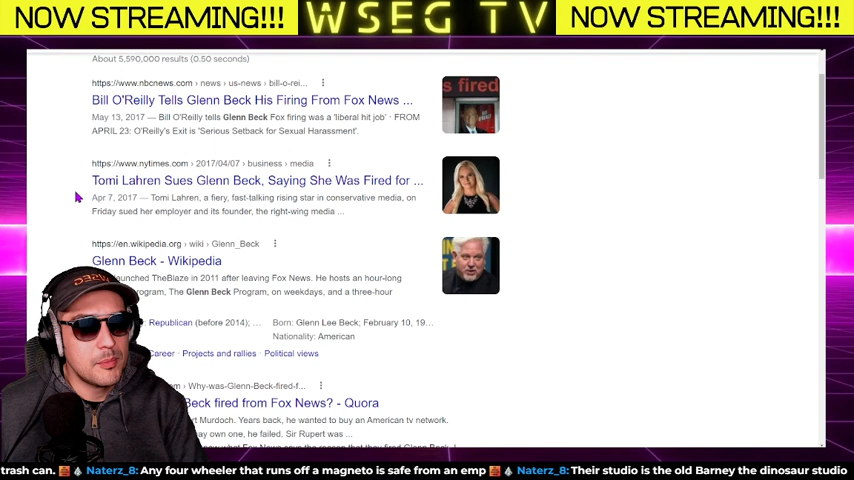 NOW STREAMING!!! WSEG TV NOW STREAMING!!!
About 5,590,000 results (0.50 seconds)
https://www.nbcnews.com › news › us-news › bill-o-rei...
Bill O'Reilly Tells Glenn Beck His Firing From Fox News ...
May 13, 2017 — Bill O'Reilly tells Glenn Beck Fox firing was a 'liberal hit job' · FROM
APRIL 23: O'Reilly's Exit is 'Serious Setback for Sexual Harassment'.
s fired
https://www.nytimes.com › 2017/04/07 › business › media
Tomi Lahren Sues Glenn Beck, Saying She Was Fired for ...
Apr 7, 2017 — Tomi Lahren, a fiery, fast-talking rising star in conservative media, on
Friday sued her employer and its founder, the right-wing media ...
https://en.wikipedia.org › wiki › Glenn_Beck
Glenn Beck - Wikipedia
launched TheBlaze in 2011 after leaving Fox News. He hosts an hour-long
program, The Glenn Beck Program, on weekdays, and a three-hour
Republican (before 2014); ... Born: Glenn Lee Beck; February 10, 19...
Nationality: American
Career · Projects and rallies · Political views
› Why-was-Glenn-Beck-fired-f...
Beck fired from Fox News? - Quora
Murdoch. Years back, he wanted to buy an American tv network.
may own one, he failed. Sir Rupert was ...
trash can. Naterz_8: Any four wheeler that runs off a magneto is safe from an emp Naterz_8: Their studio is the old Barney the dinosaur studio